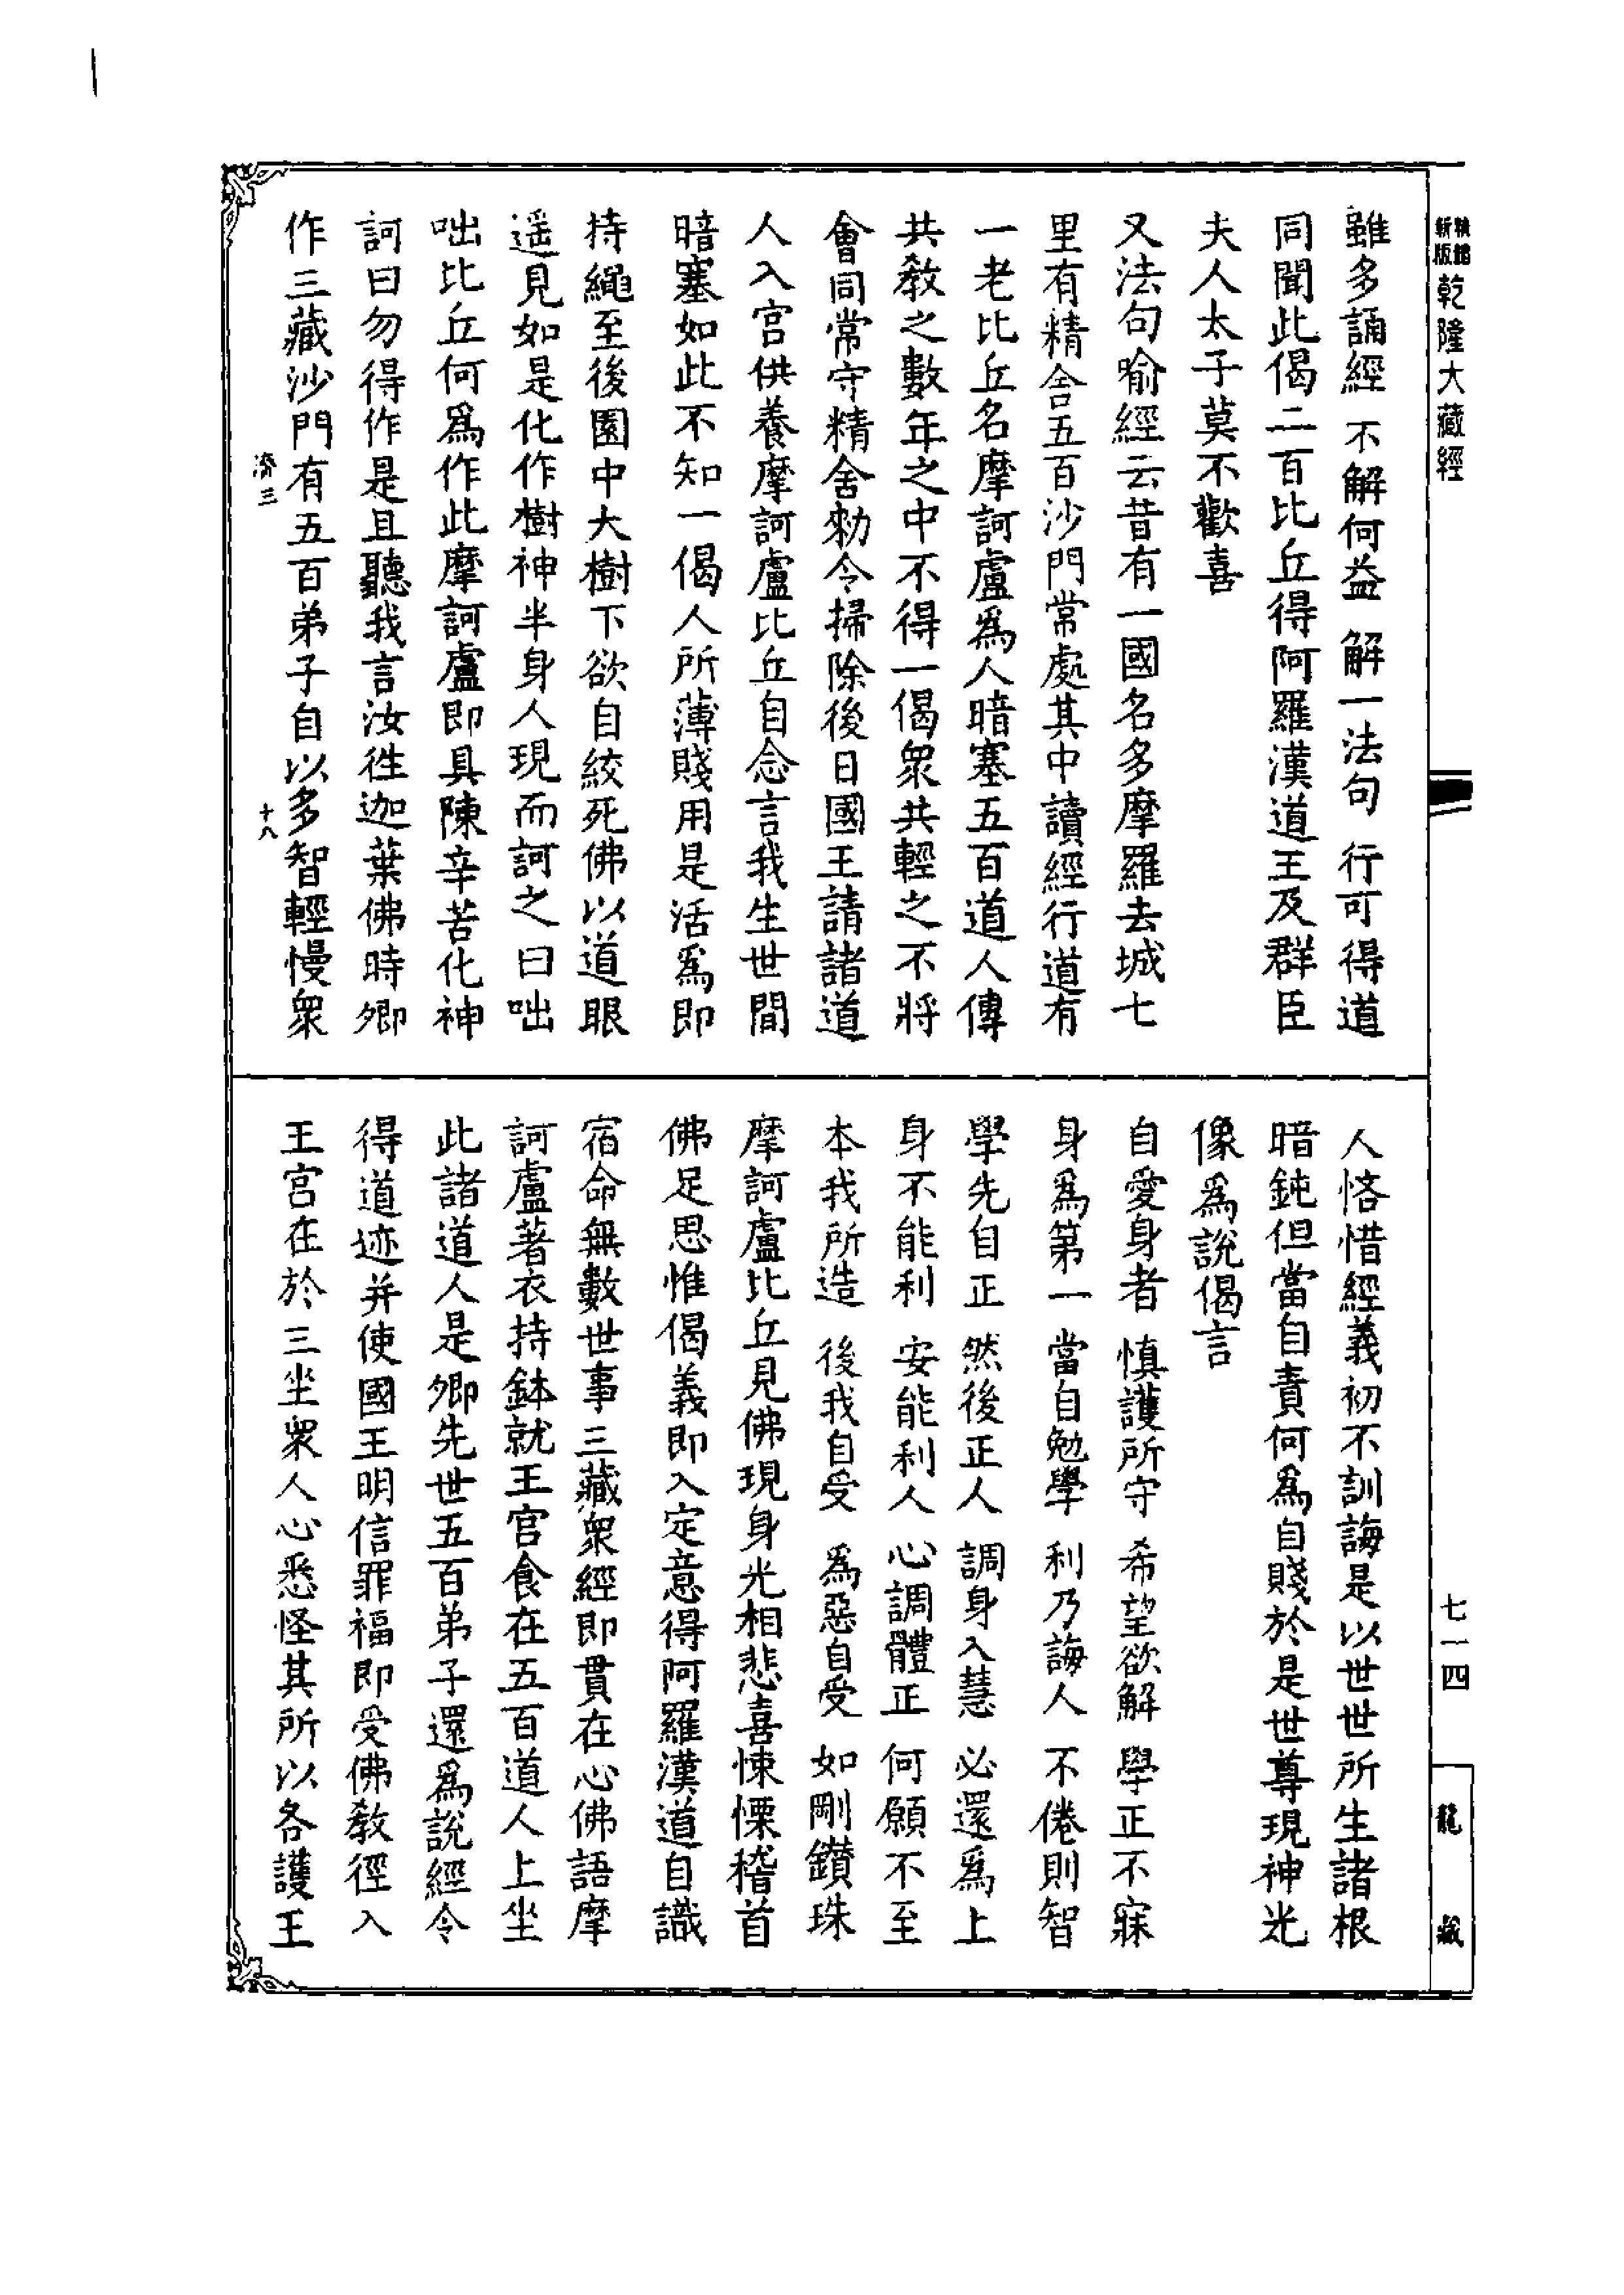 新版
乾隆大藏經
雖多誦經　不解何益　解一法句　行可得道
同聞此偈二百比丘得阿羅漢道王及群臣
夫人太子莫不歡喜
又法句喻經云昔有一國名多摩羅去城七
里有精舍五百沙門常處其中讀經行道有
一老比丘名摩訶盧爲人暗塞五百道人傳
共教之數年之中不得一偈衆共輕之不將
會同常守精舍勑令掃除後日國王請諸道
人入宮供養摩訶盧比丘自念言我生世間
暗塞如此不知一偈人所薄賤用是活爲即
持繩至後園中大樹下欲自絞死佛以道眼
遥見如是化作樹神半身人現而訶之曰咄
咄比丘何爲作此摩訶盧即具陳辛苦化神
訶曰勿得作是且聽我言汝徃迦葉佛時卿
作三藏沙門有五百弟子自以多智輕慢衆
濟三
十八
人悋惜經義初不訓誨是以世世所生諸根
暗鈍但當自責何爲自賤於是世尊現神光
像爲說偈言
自愛身者　慎護所守　希望欲解　學正不寐
身爲第一　當自勉學　利乃誨人　不倦則智
學先自正　然後正人　調身入慧　必還爲上
身不能利　安能利人　心調體正　何願不至
本我所造　後我自受　爲惡自受　如剛鑚珠
摩訶盧比丘見佛現身光相悲喜悚慄稽首
佛足思惟偈義即入定意得阿羅漢道自識
宿命無數世事三藏衆經即貫在心佛語摩
訶盧著衣持鉢就王宮食在五百道人上坐
此諸道人是卿先世五百弟子還爲說經令
得道迹并使國王明信罪福即受佛教徑入
王宮在於三坐衆人心悉怪其所以各護王
七一四
龍藏